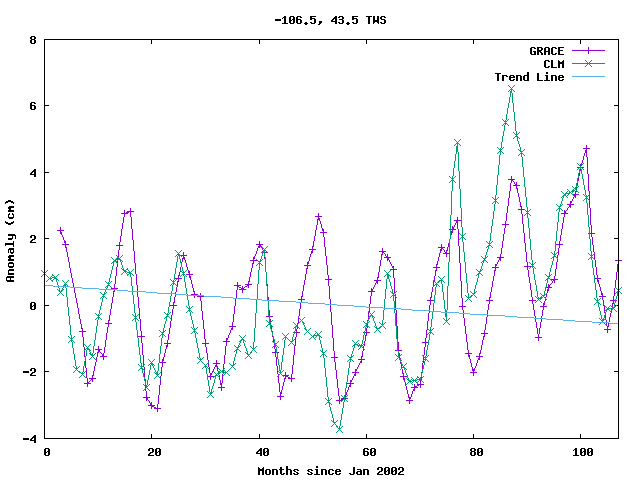 -106.5, 43.5 TWS
GRACE
CLM
Trend Line
8
6
4
2
0
-2
-4
Anomaly (cm)
0 20 40 60 80 100
Months since Jan 2002